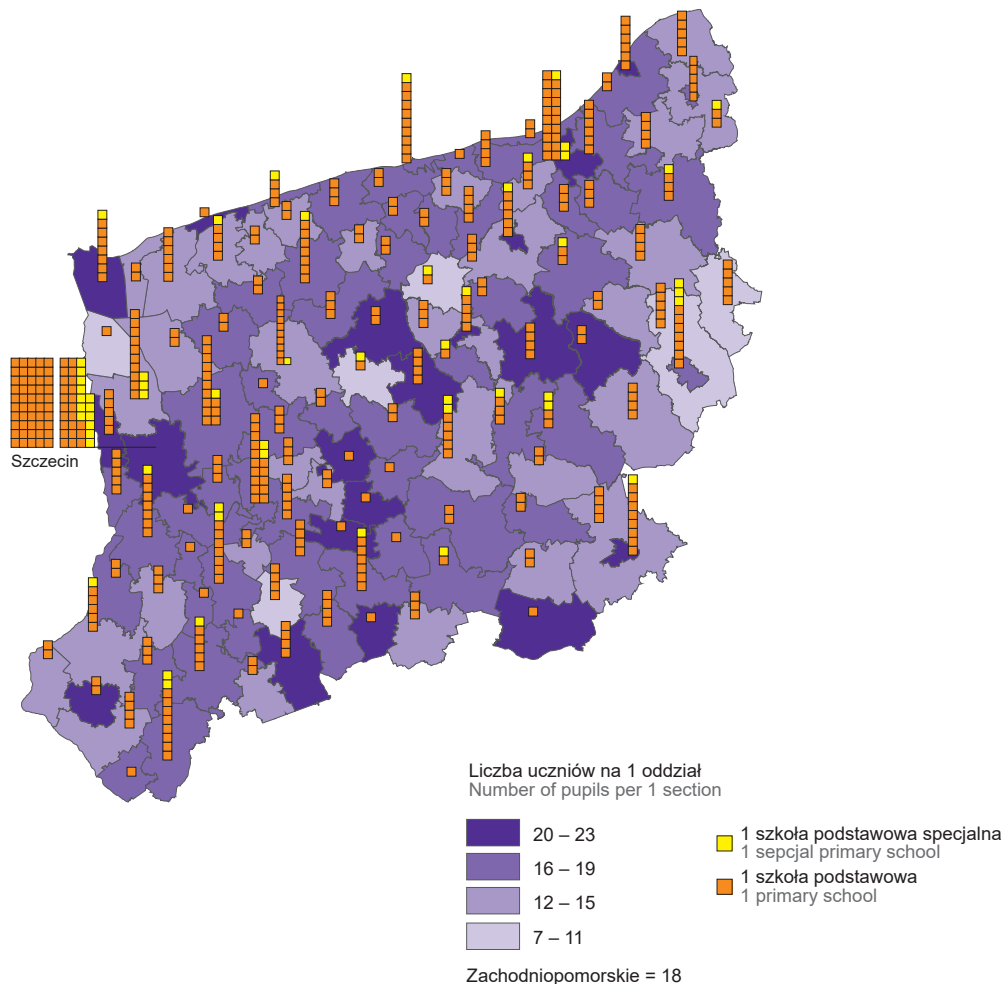 Szczecin
Liczba uczniów na 1 oddział
Number of pupils per 1 section
20 – 23
16 – 19
12 – 15
7 – 11
1 szkoła podstawowa specjalna
1 sepcjal primary school
1 szkoła podstawowa
1 primary school
Zachodniopomorskie = 18